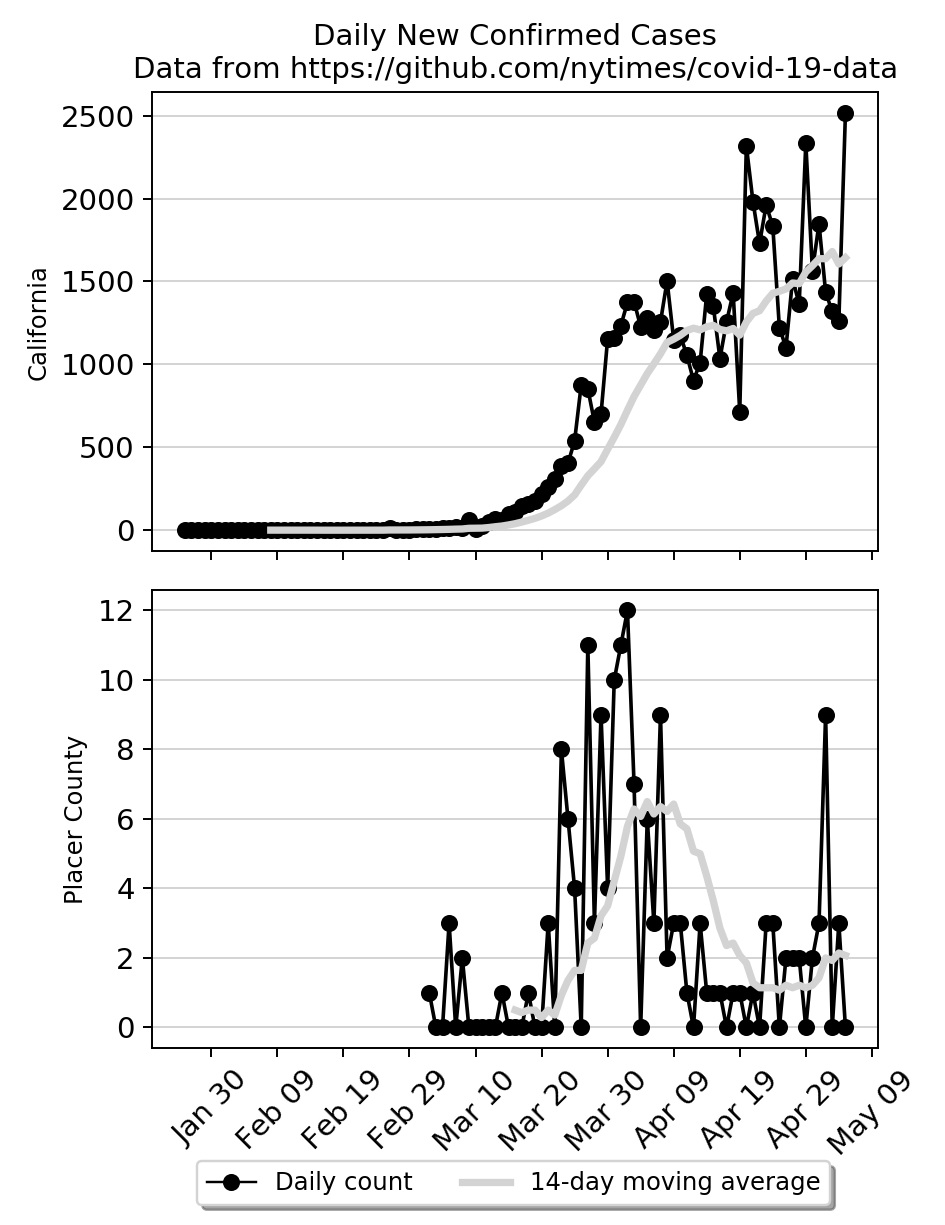 Daily New Confirmed Cases
Data from https://github.com/nytimes/covid-19-data
2500
2000
1500
1000
500
0
California
12
10
8
6
4
2
0
Placer County
Jan 30
Feb 09
Feb 19
Feb 29
Mar 10
Mar 20
Mar 30
Apr 09
Apr 19
Apr 29
May 09
Daily count
14-day moving average